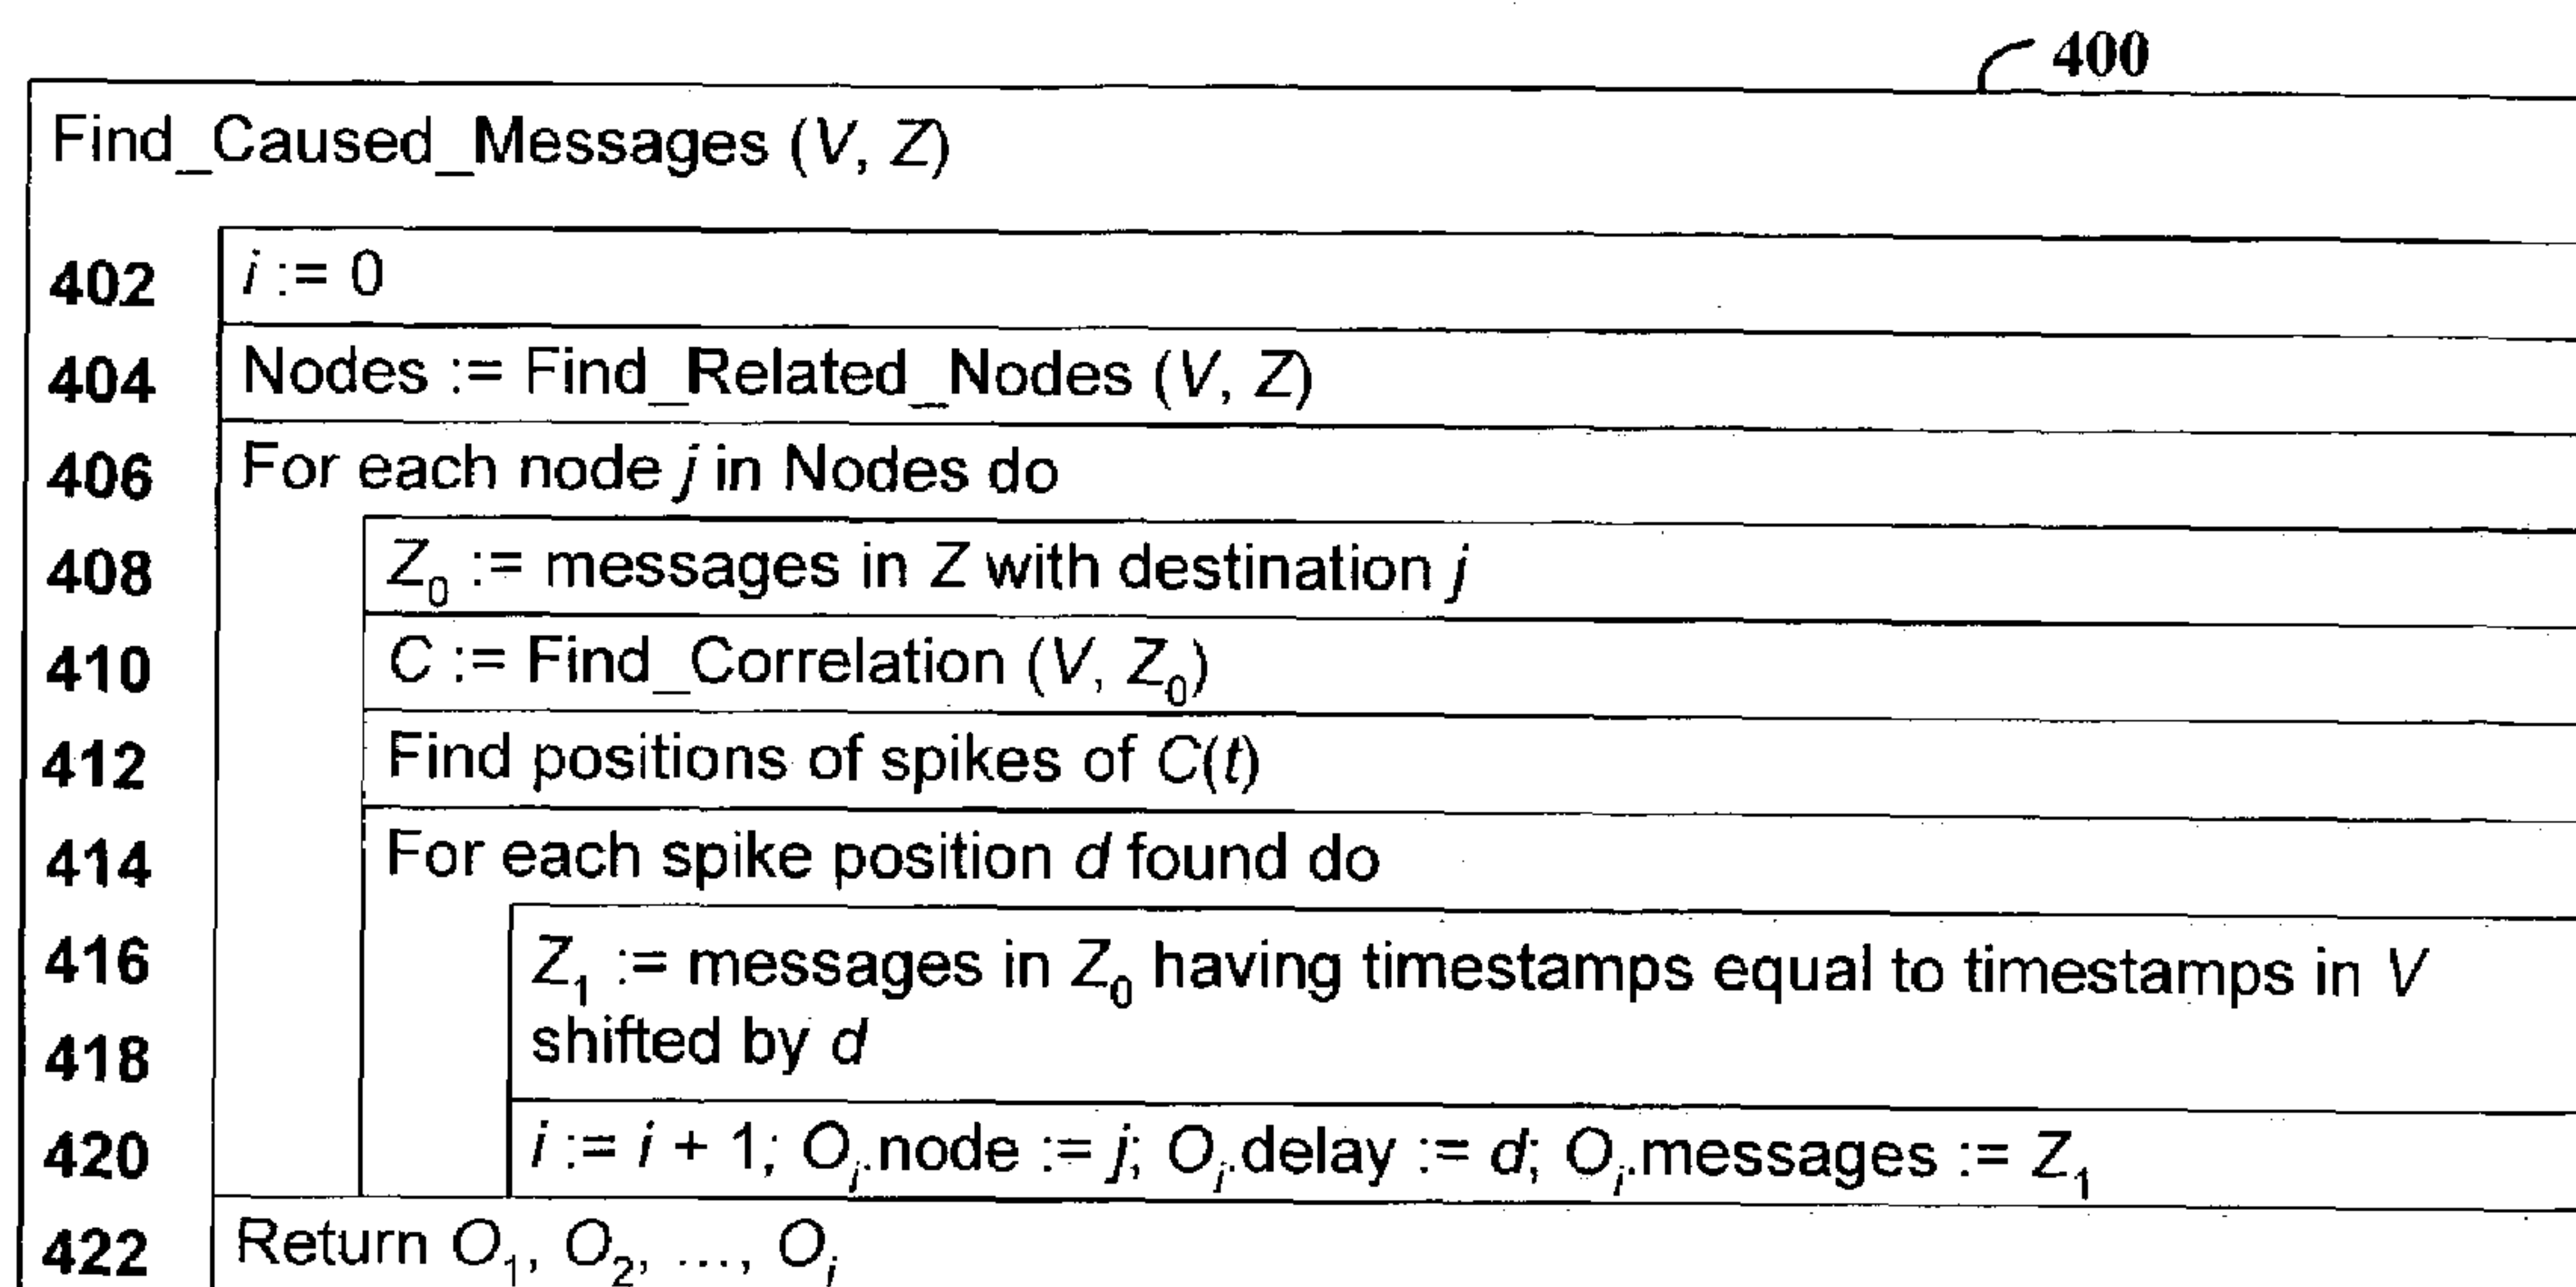 400
Find_Caused_Messages (V, Z)
402 i := 0
404 Nodes := Find_Related_Nodes (V, Z)
406 For each node j in Nodes do
408 Z₀ := messages in Z with destination j
410 C := Find_Correlation (V, Z₀)
412 Find positions of spikes of C(t)
414 For each spike position d found do
416 Z₁ := messages in Z₀ having timestamps equal to timestamps in V
418 shifted by d
420 i := i + 1; Oᵢ.node := j; Oᵢ.delay := d; Oᵢ.messages := Z₁
422 Return O₁, O₂, ..., Oᵢ